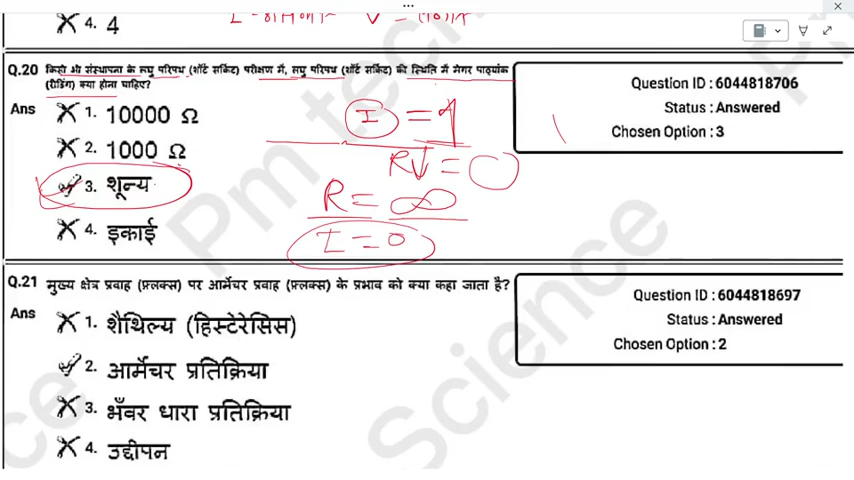 4. 4
Q.20 किसी भी संस्थापना के लघु परिपथ (शॉर्ट सर्किट) परीक्षण में, लघु परिपथ (शॉर्ट सर्किट) की स्थिति में मेगर पाठ्यांक
(रीडिंग) क्या होना चाहिए?
Ans
1. 10000 Ω
2. 1000 Ω
3. शून्य
4. इकाई
I = ↑
R↓ = 0
R = ∞
I = 0
Question ID : 6044818706
Status : Answered
Chosen Option : 3
Q.21 मुख्य क्षेत्र प्रवाह (फ़्लक्स) पर आर्मेचर प्रवाह (फ़्लक्स) के प्रभाव को क्या कहा जाता है?
Ans
1. शैथिल्य (हिस्टेरेसिस)
2. आर्मेचर प्रतिक्रिया
3. भँवर धारा प्रतिक्रिया
4. उद्दीपन
Question ID : 6044818697
Status : Answered
Chosen Option : 2
Pm tech
Science
ce.